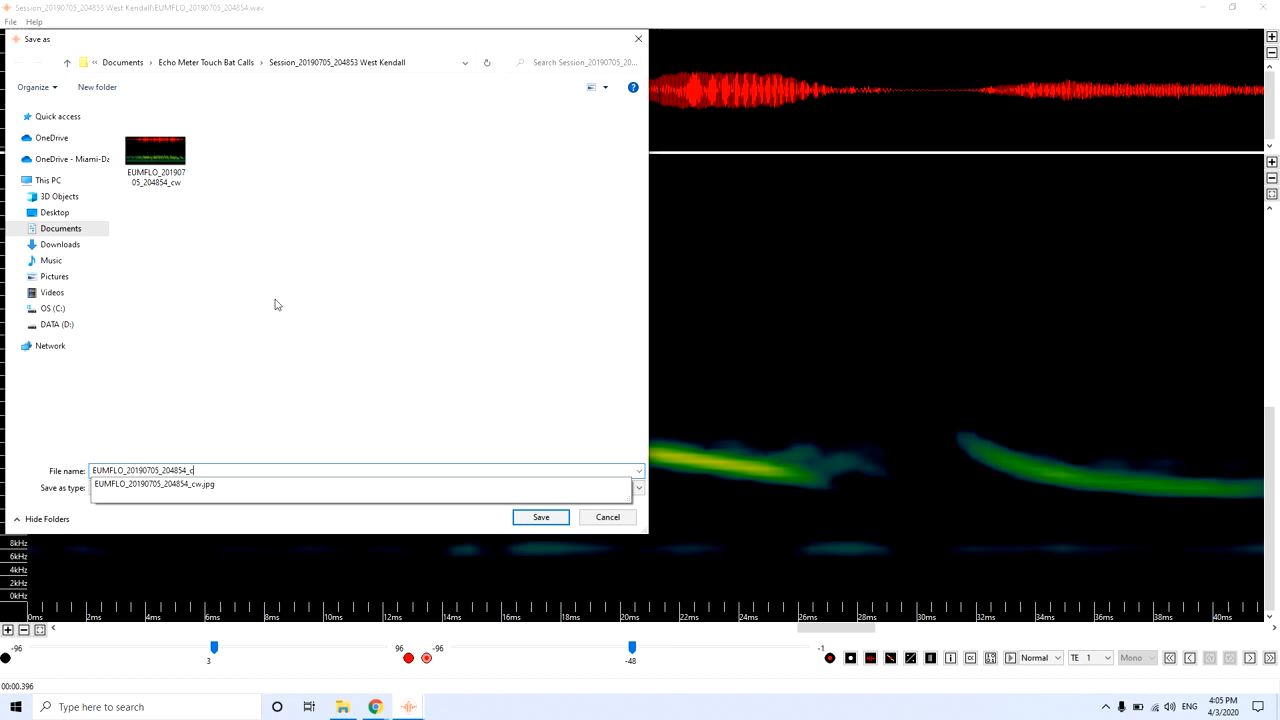 Session_20190705_204853 West Kendall\EUMFLO_20190705_204854.wav
File Help
Save as
Documents > Echo Meter Touch Bat Calls > Session_20190705_204853 West Kendall
Search Session_20190705_20...
Organize New folder
Quick access
OneDrive
OneDrive - Miami-Da
This PC
3D Objects
Desktop
Documents
Downloads
Music
Pictures
Videos
OS (C:)
DATA (D:)
Network
EUMFLO_20190705_204854_cw
File name: EUMFLO_20190705_204854_c
EUMFLO_20190705_204854_cw.jpg
Save as type:
Hide Folders
Save Cancel
8kHz
6kHz
4kHz
2kHz
0kHz
0ms 2ms 4ms 6ms 8ms 10ms 12ms 14ms 16ms 18ms 20ms 22ms 24ms 26ms 28ms 30ms 32ms 34ms 36ms 38ms 40ms
-96 3 96 -96 -48 -1
Normal TE 1 Mono
00:00.396
Type here to search
ENG
4:05 PM
4/3/2020